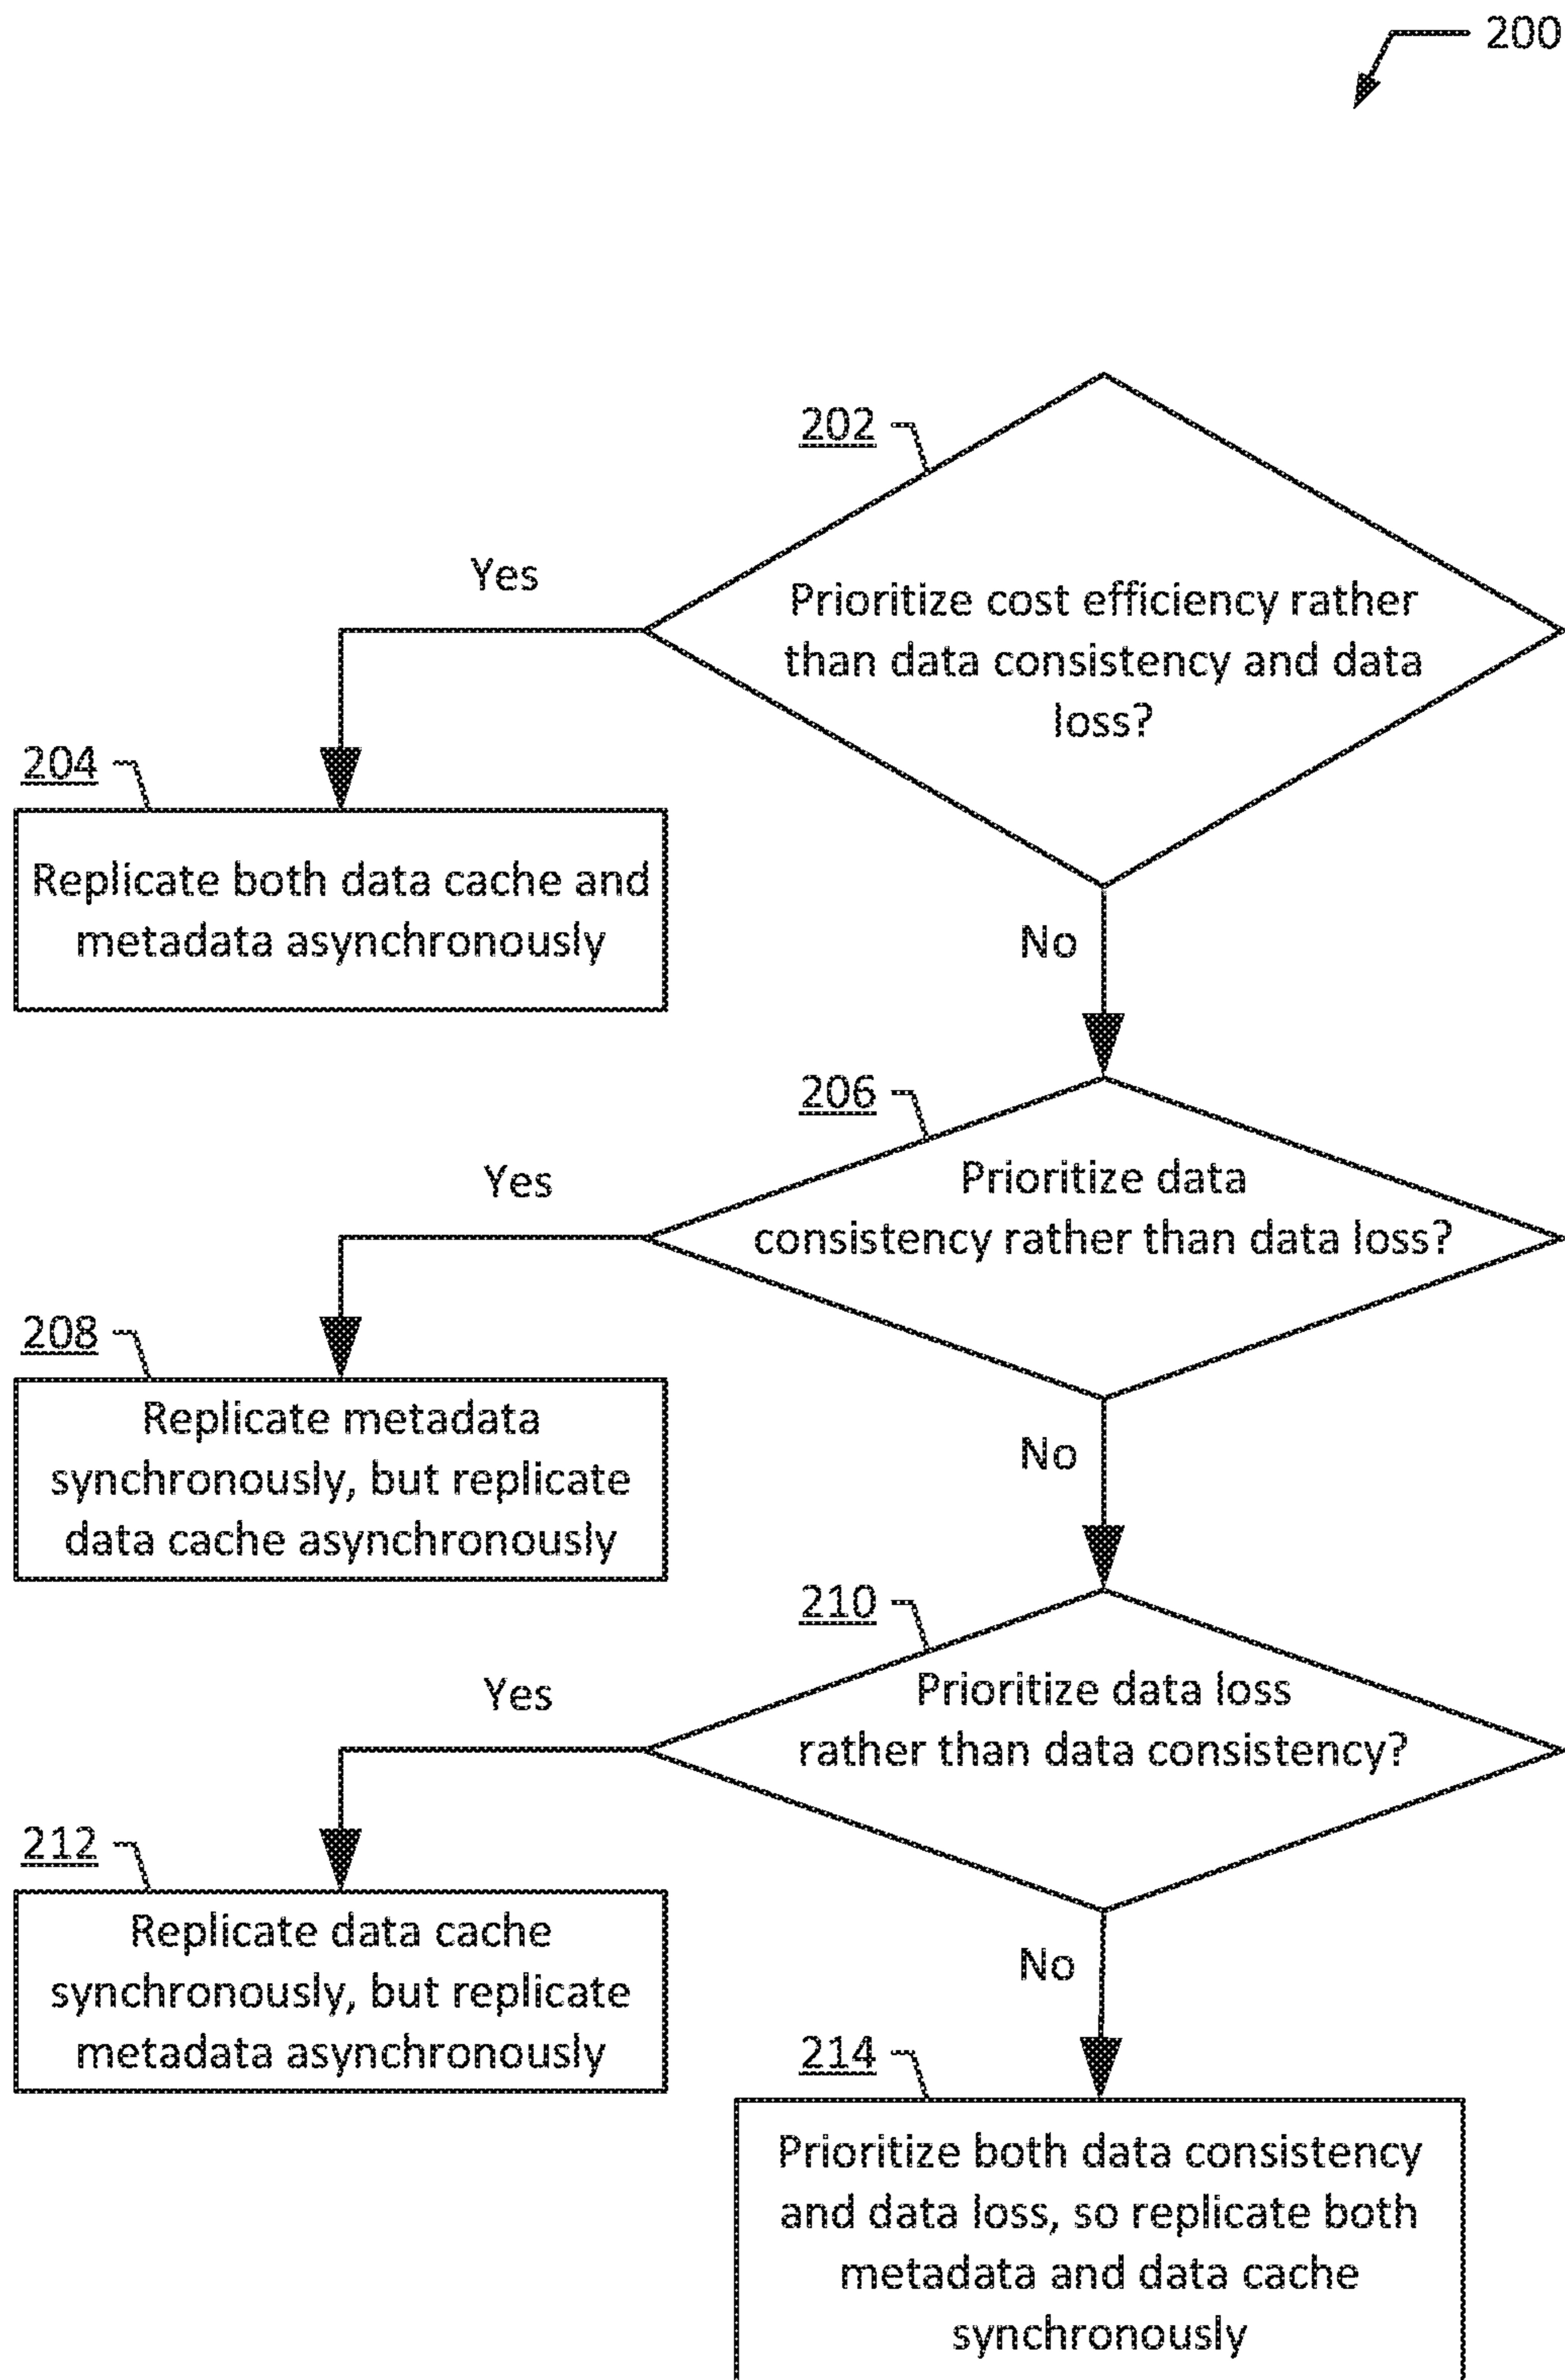 200
202
Yes
Prioritize cost efficiency rather
than data consistency and data
loss?
204
Replicate both data cache and
metadata asynchronously
No
206
Yes
Prioritize data
consistency rather than data loss?
208
Replicate metadata
synchronously, but replicate
data cache asynchronously
No
210
Yes
Prioritize data loss
rather than data consistency?
212
Replicate data cache
synchronously, but replicate
metadata asynchronously
No
214
Prioritize both data consistency
and data loss, so replicate both
metadata and data cache
synchronously